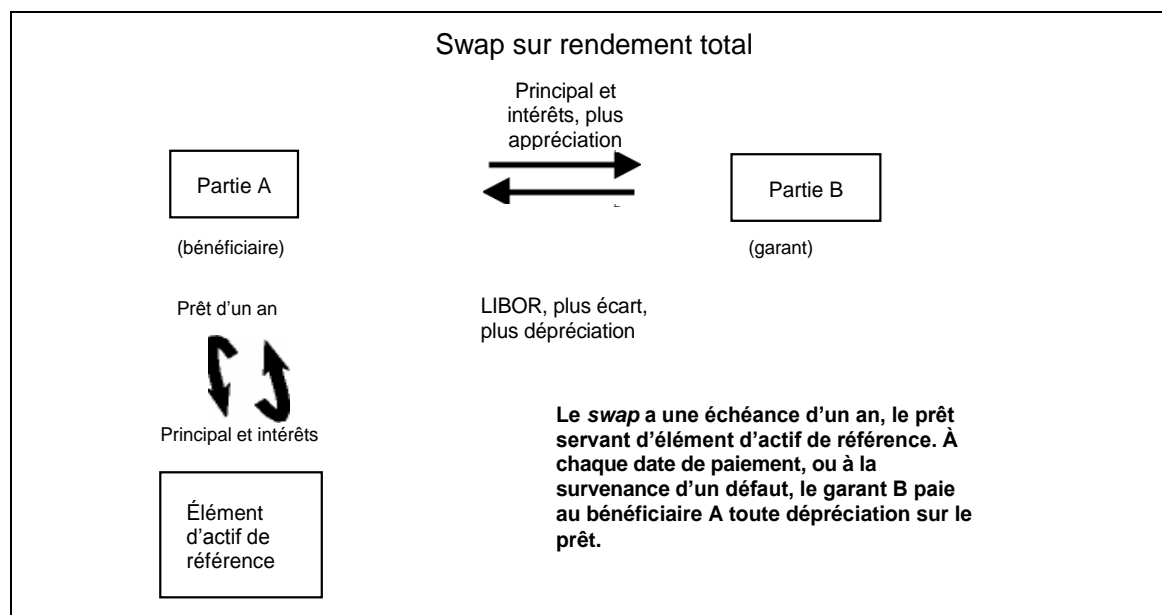 Swap sur rendement total
Principal et
intérêts, plus
appréciation
Partie A
Partie B
(bénéficiaire)
(garant)
Prêt d'un an
LIBOR, plus écart,
plus dépréciation
Principal et intérêts
Le swap a une échéance d'un an, le prêt
servant d'élément d'actif de référence. À
chaque date de paiement, ou à la
survenance d'un défaut, le garant B paie
au bénéficiaire A toute dépréciation sur le
prêt.
Élément
d'actif de
référence